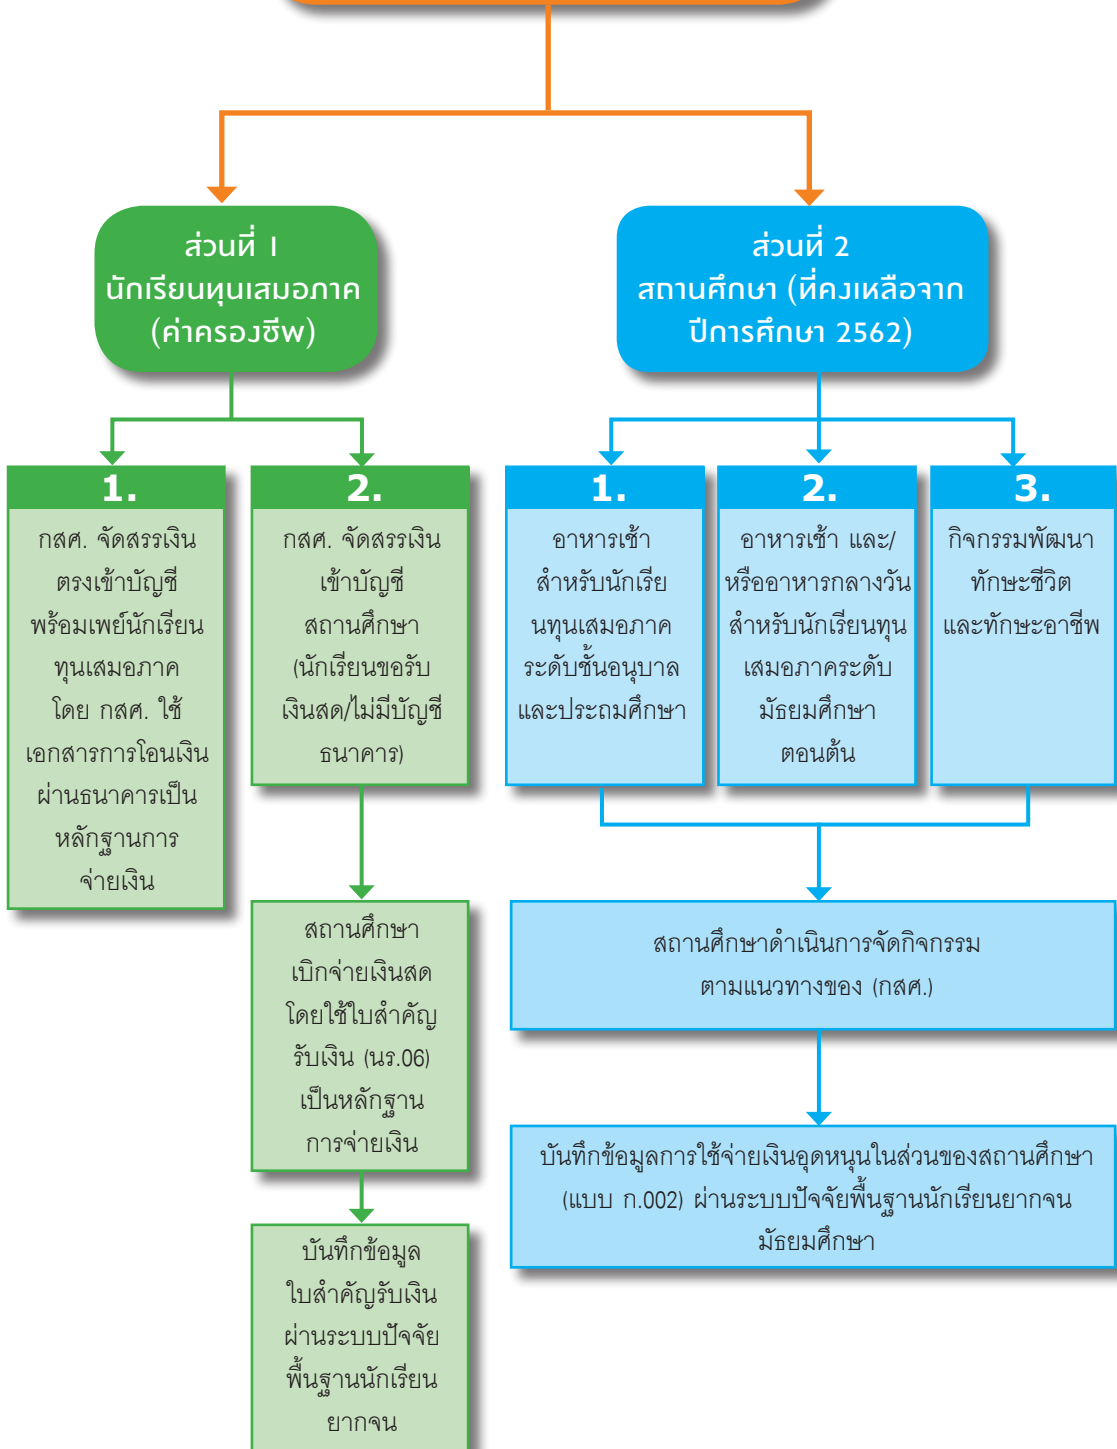 ส่วนที่ 1
นักเรียนทุนเสมอภาค
(ค่าครองชีพ)
1.
กสศ. จัดสรรเงิน
ตรงเข้าบัญชี
พร้อมเพย์นักเรียน
ทุนเสมอภาค
โดย กสศ. ใช้
เอกสารการโอนเงิน
ผ่านธนาคารเป็น
หลักฐานการ
จ่ายเงิน
2.
กสศ. จัดสรรเงิน
เข้าบัญชี
สถานศึกษา
(นักเรียนขอรับ
เงินสด/ไม่มีบัญชี
ธนาคาร)
สถานศึกษา
เบิกจ่ายเงินสด
โดยใช้ใบสำคัญ
รับเงิน (นร.06)
เป็นหลักฐาน
การจ่ายเงิน
บันทึกข้อมูล
ใบสำคัญรับเงิน
ผ่านระบบปัจจัย
พื้นฐานนักเรียน
ยากจน
ส่วนที่ 2
สถานศึกษา (ที่คงเหลือจาก
ปีการศึกษา 2562)
1.
อาหารเช้า
สำหรับนักเรีย
นทุนเสมอภาค
ระดับชั้นอนุบาล
และประถมศึกษา
2.
อาหารเช้า และ/
หรืออาหารกลางวัน
สำหรับนักเรียนทุน
เสมอภาคระดับ
มัธยมศึกษา
ตอนต้น
3.
กิจกรรมพัฒนา
ทักษะชีวิต
และทักษะอาชีพ
สถานศึกษาดำเนินการจัดกิจกรรม
ตามแนวทางของ (กสศ.)
บันทึกข้อมูลการใช้จ่ายเงินอุดหนุนในส่วนของสถานศึกษา
(แบบ ก.002) ผ่านระบบปัจจัยพื้นฐานนักเรียนยากจน
มัธยมศึกษา